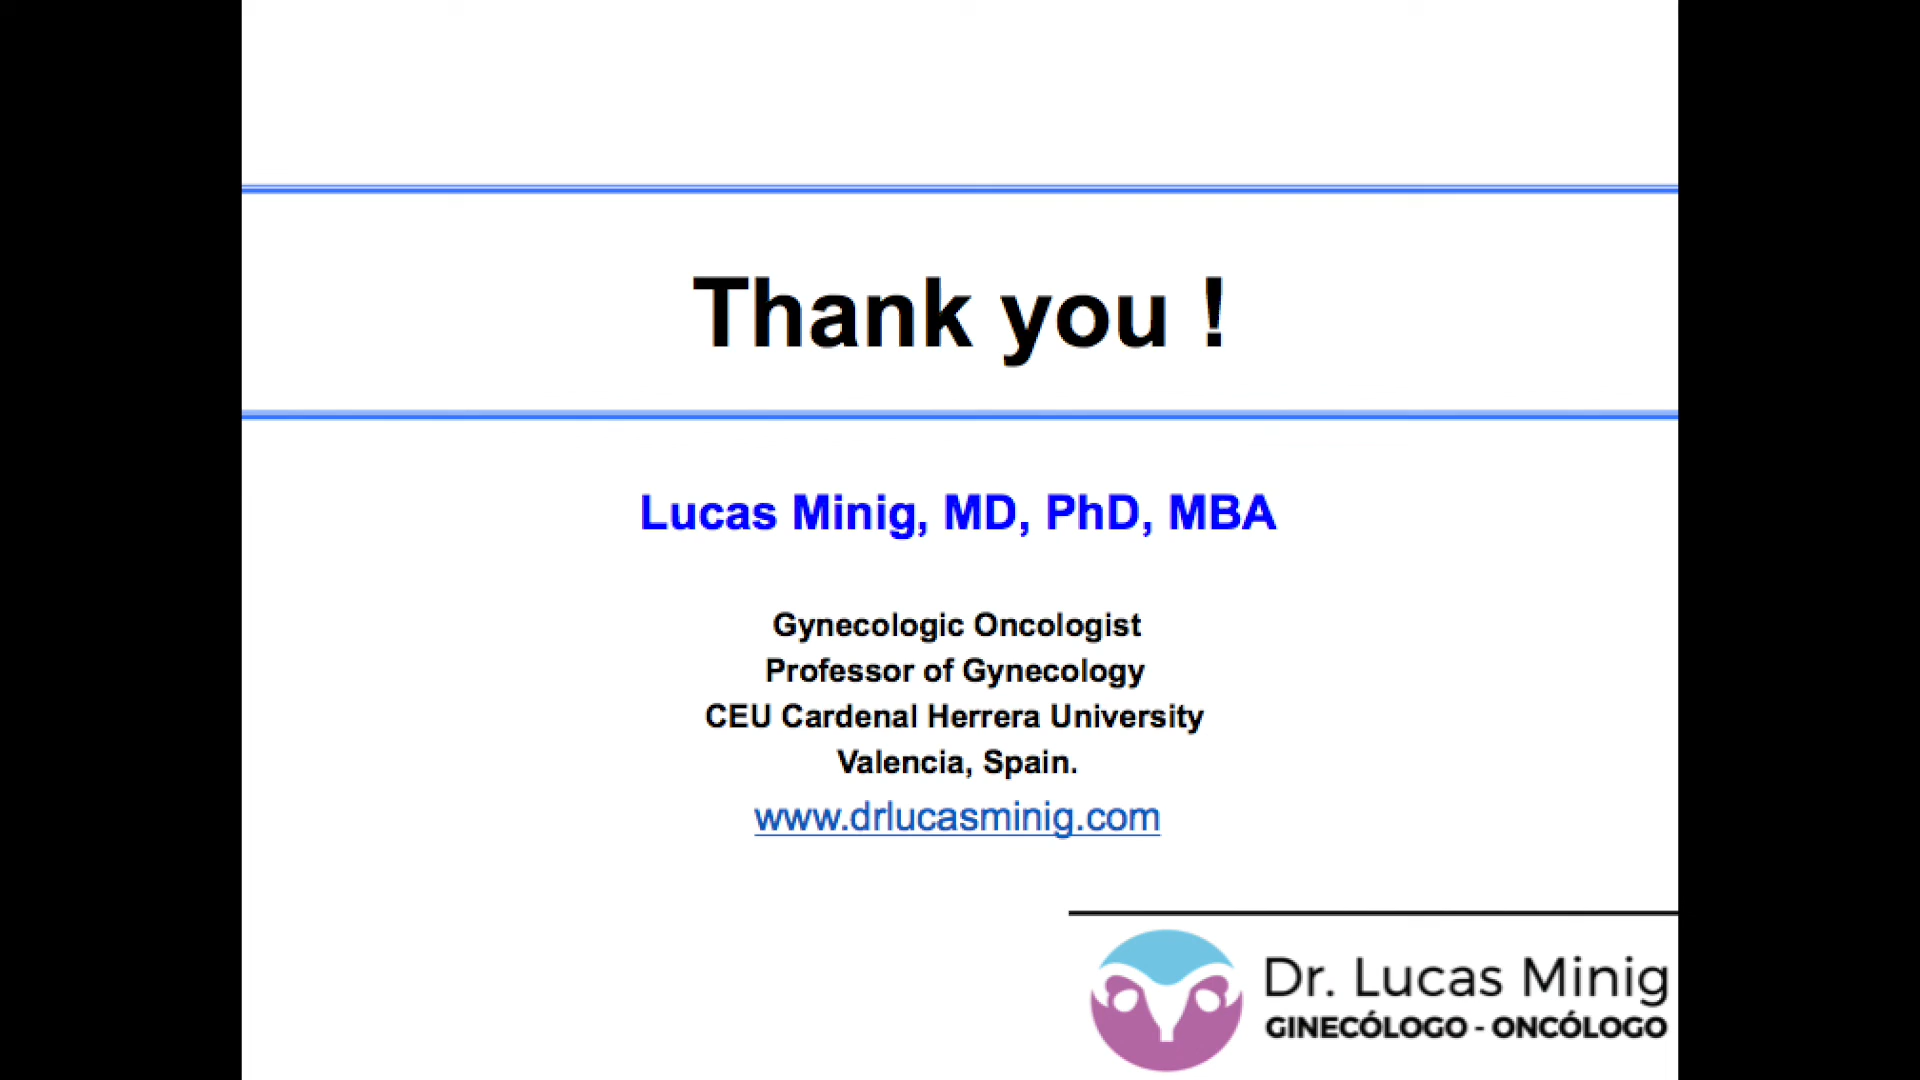 Thank you !
Lucas Minig, MD, PhD, MBA
Gynecologic Oncologist
Professor of Gynecology
CEU Cardenal Herrera University
Valencia, Spain.
www.drlucasminig.com
Dr. Lucas Minig
GINECÓLOGO - ONCÓLOGO